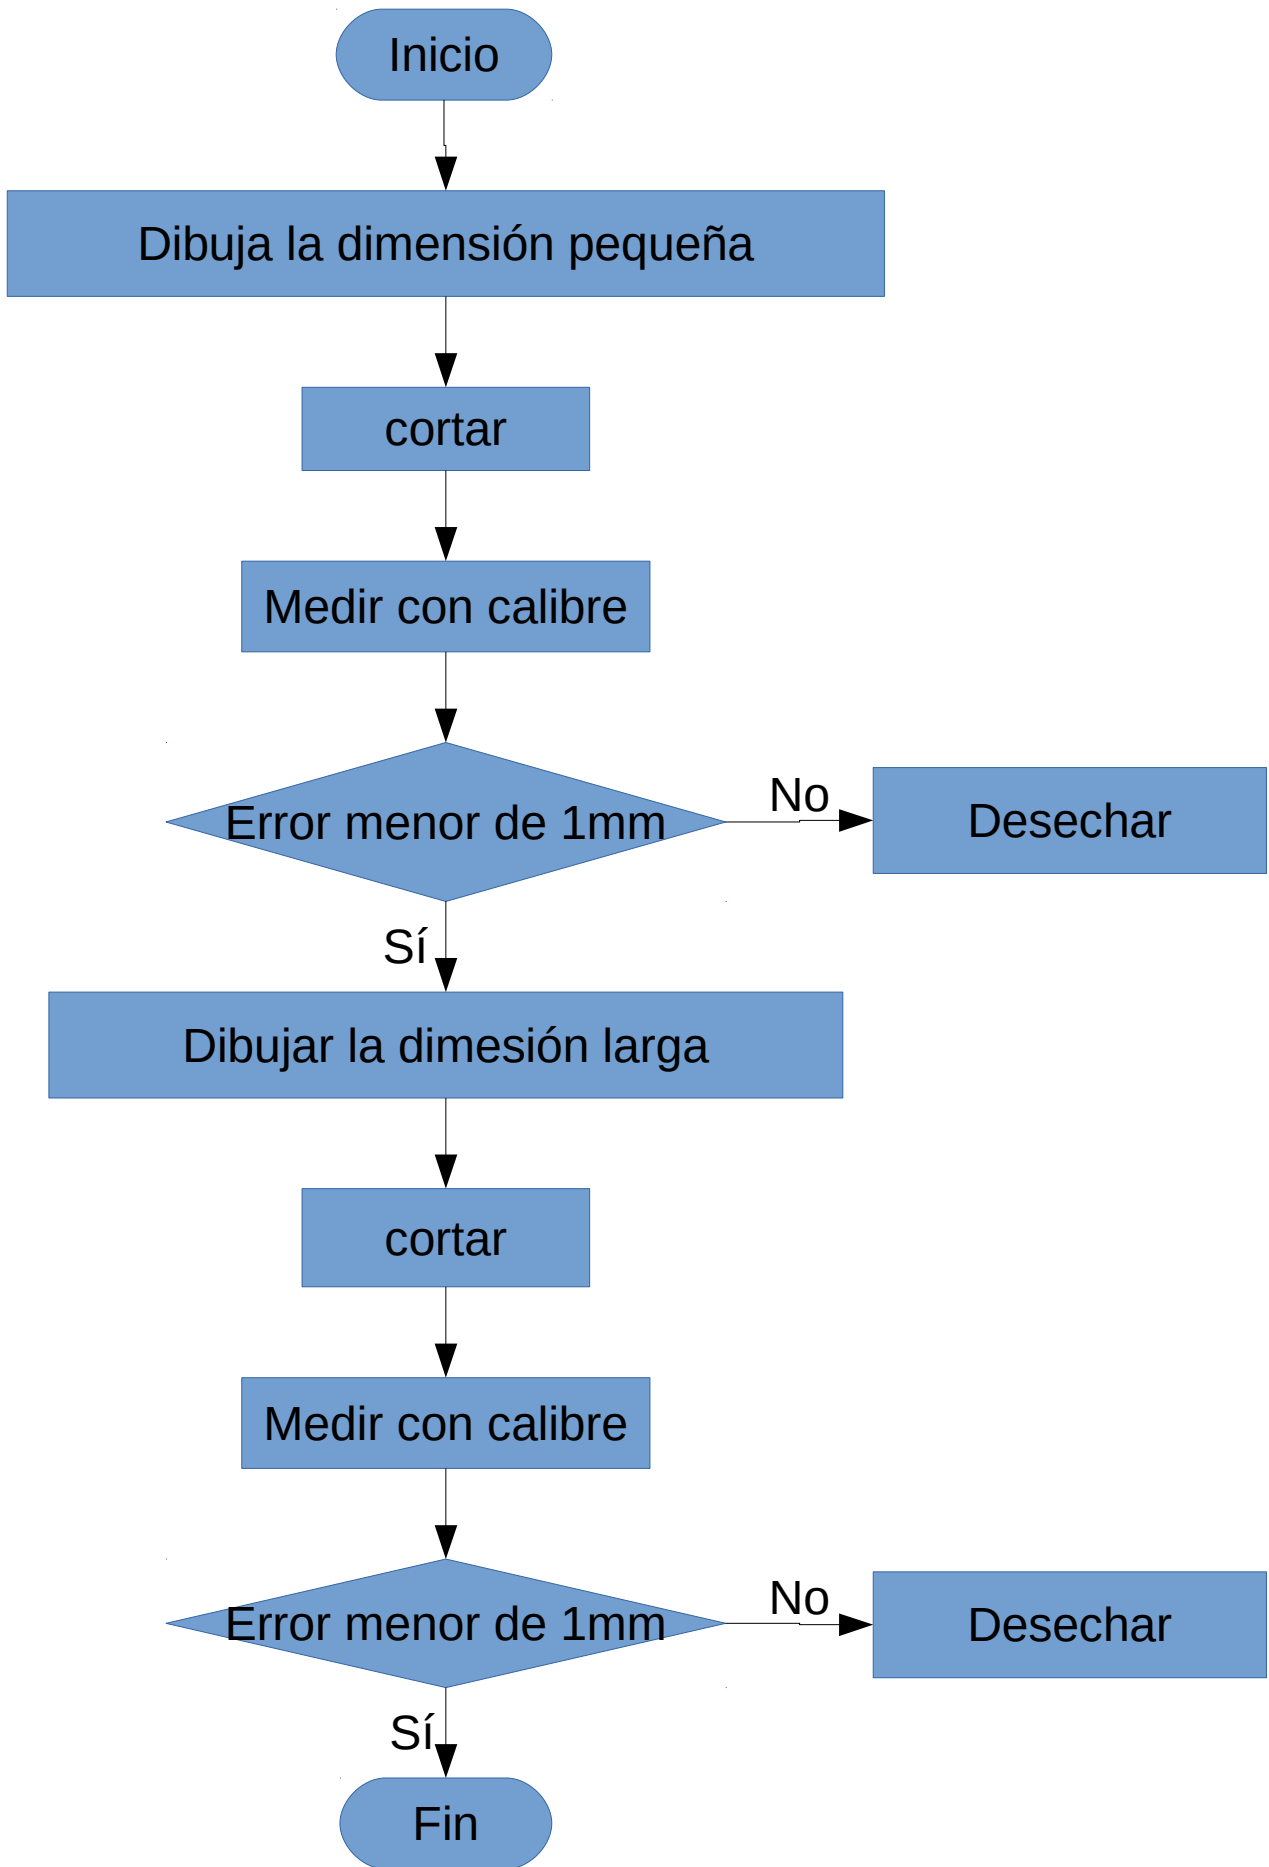 Inicio
Dibuja la dimensión pequeña
cortar
Medir con calibre
Error menor de 1mm
No
Desechar
Sí
Dibujar la dimesión larga
cortar
Medir con calibre
Error menor de 1mm
No
Desechar
Sí
Fin